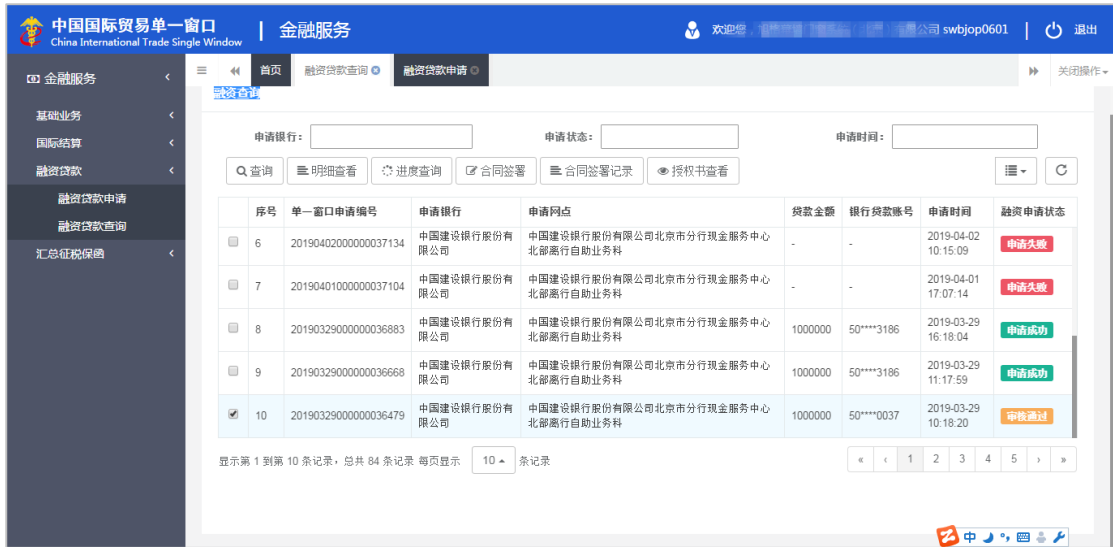 中国国际贸易单一窗口
China International Trade Single Window
金融服务
欢迎您
公司 swbjop0601
退出
金融服务
首页
融资贷款查询
融资贷款申请
关闭操作
融资查询
基础业务
国际结算
融资贷款
融资贷款申请
融资贷款查询
汇总征税保函
申请银行: 申请状态: 申请时间:
查询 明细查看 进度查询 合同签署 合同签署记录 授权书查看
序号 单一窗口申请编号 申请银行 申请网点 贷款金额 银行贷款账号 申请时间 融资申请状态
6 20190402000000037134 中国建设银行股份有 中国建设银行股份有限公司北京市分行现金服务中心 - - 2019-04-02 申请失败
限公司 北部离行自助业务科 10:15:09
7 20190401000000037104 中国建设银行股份有 中国建设银行股份有限公司北京市分行现金服务中心 - - 2019-04-01 申请失败
限公司 北部离行自助业务科 17:07:14
8 20190329000000036883 中国建设银行股份有 中国建设银行股份有限公司北京市分行现金服务中心 1000000 50****3186 2019-03-29 申请成功
限公司 北部离行自助业务科 16:18:04
9 20190329000000036668 中国建设银行股份有 中国建设银行股份有限公司北京市分行现金服务中心 1000000 50****3186 2019-03-29 申请成功
限公司 北部离行自助业务科 11:17:59
10 20190329000000036479 中国建设银行股份有 中国建设银行股份有限公司北京市分行现金服务中心 1000000 50****0037 2019-03-29 审核通过
限公司 北部离行自助业务科 10:18:20
显示第 1 到第 10 条记录，总共 84 条记录 每页显示 10 条记录
« ‹ 1 2 3 4 5 › »
中